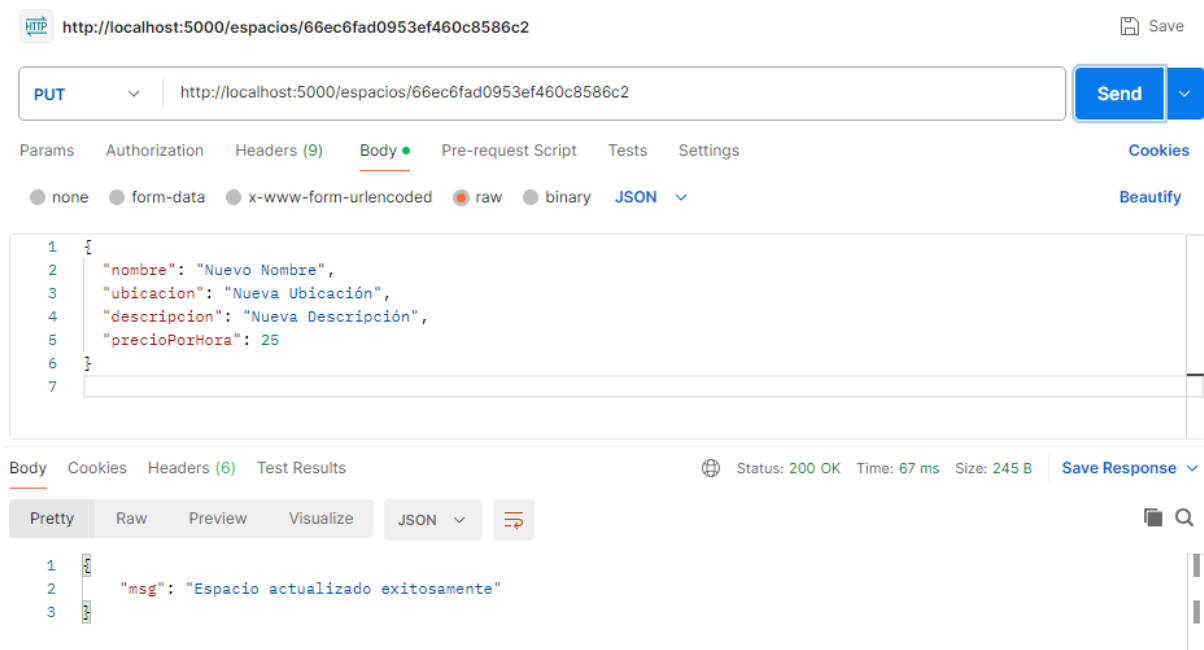 HTTP http://localhost:5000/espacios/66ec6fad0953ef460c8586c2 Save
PUT http://localhost:5000/espacios/66ec6fad0953ef460c8586c2 Send
Params Authorization Headers (9) Body Pre-request Script Tests Settings Cookies
none form-data x-www-form-urlencoded raw binary JSON Beautify
1 {
2 "nombre": "Nuevo Nombre",
3 "ubicacion": "Nueva Ubicación",
4 "descripcion": "Nueva Descripción",
5 "precioPorHora": 25
6 }
7
Body Cookies Headers (6) Test Results Status: 200 OK Time: 67 ms Size: 245 B Save Response
Pretty Raw Preview Visualize JSON
1 {
2 "msg": "Espacio actualizado exitosamente"
3 }